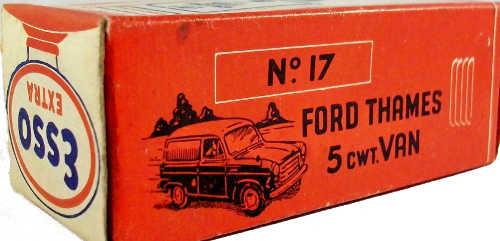 ESSO
EXTRA
Nº 17
FORD THAMES
5 CWT. VAN